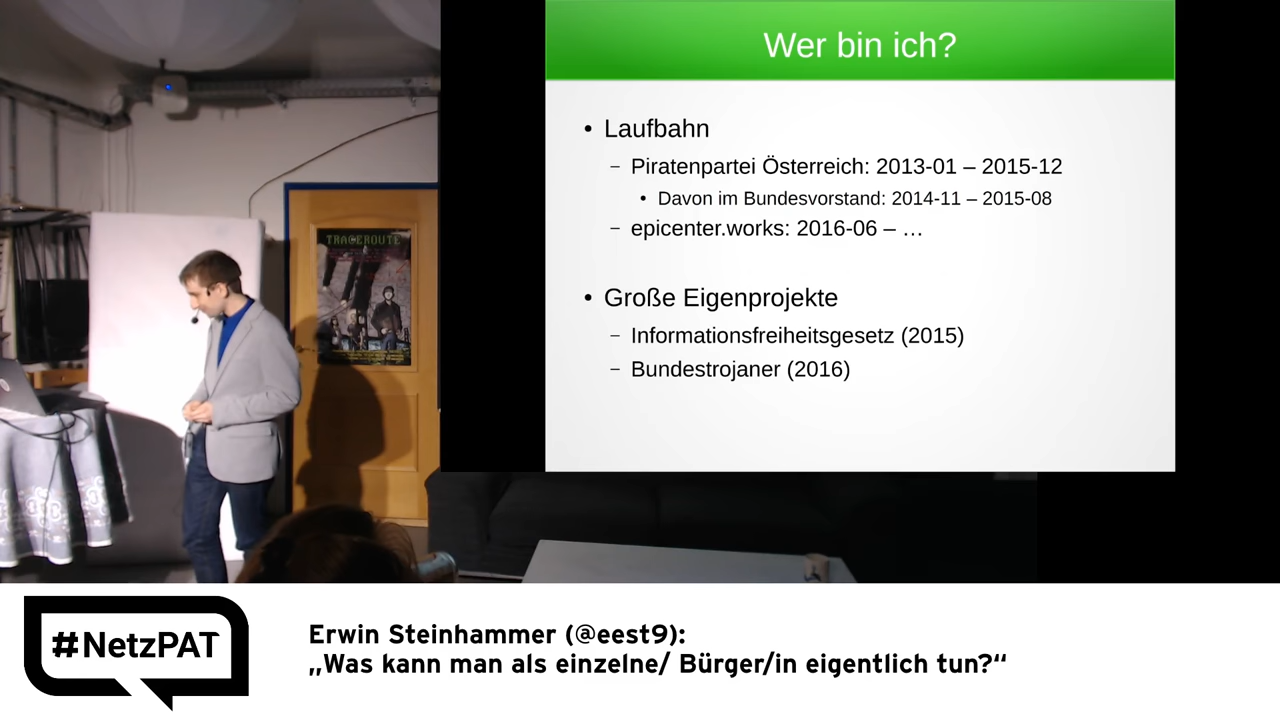 Wer bin ich?
• Laufbahn
– Piratenpartei Österreich: 2013-01 – 2015-12
• Davon im Bundesvorstand: 2014-11 – 2015-08
– epicenter.works: 2016-06 – …
• Große Eigenprojekte
– Informationsfreiheitsgesetz (2015)
– Bundestrojaner (2016)
TRACEROUTE
#NetzPAT
Erwin Steinhammer (@eest9):
„Was kann man als einzelne/ Bürger/in eigentlich tun?“